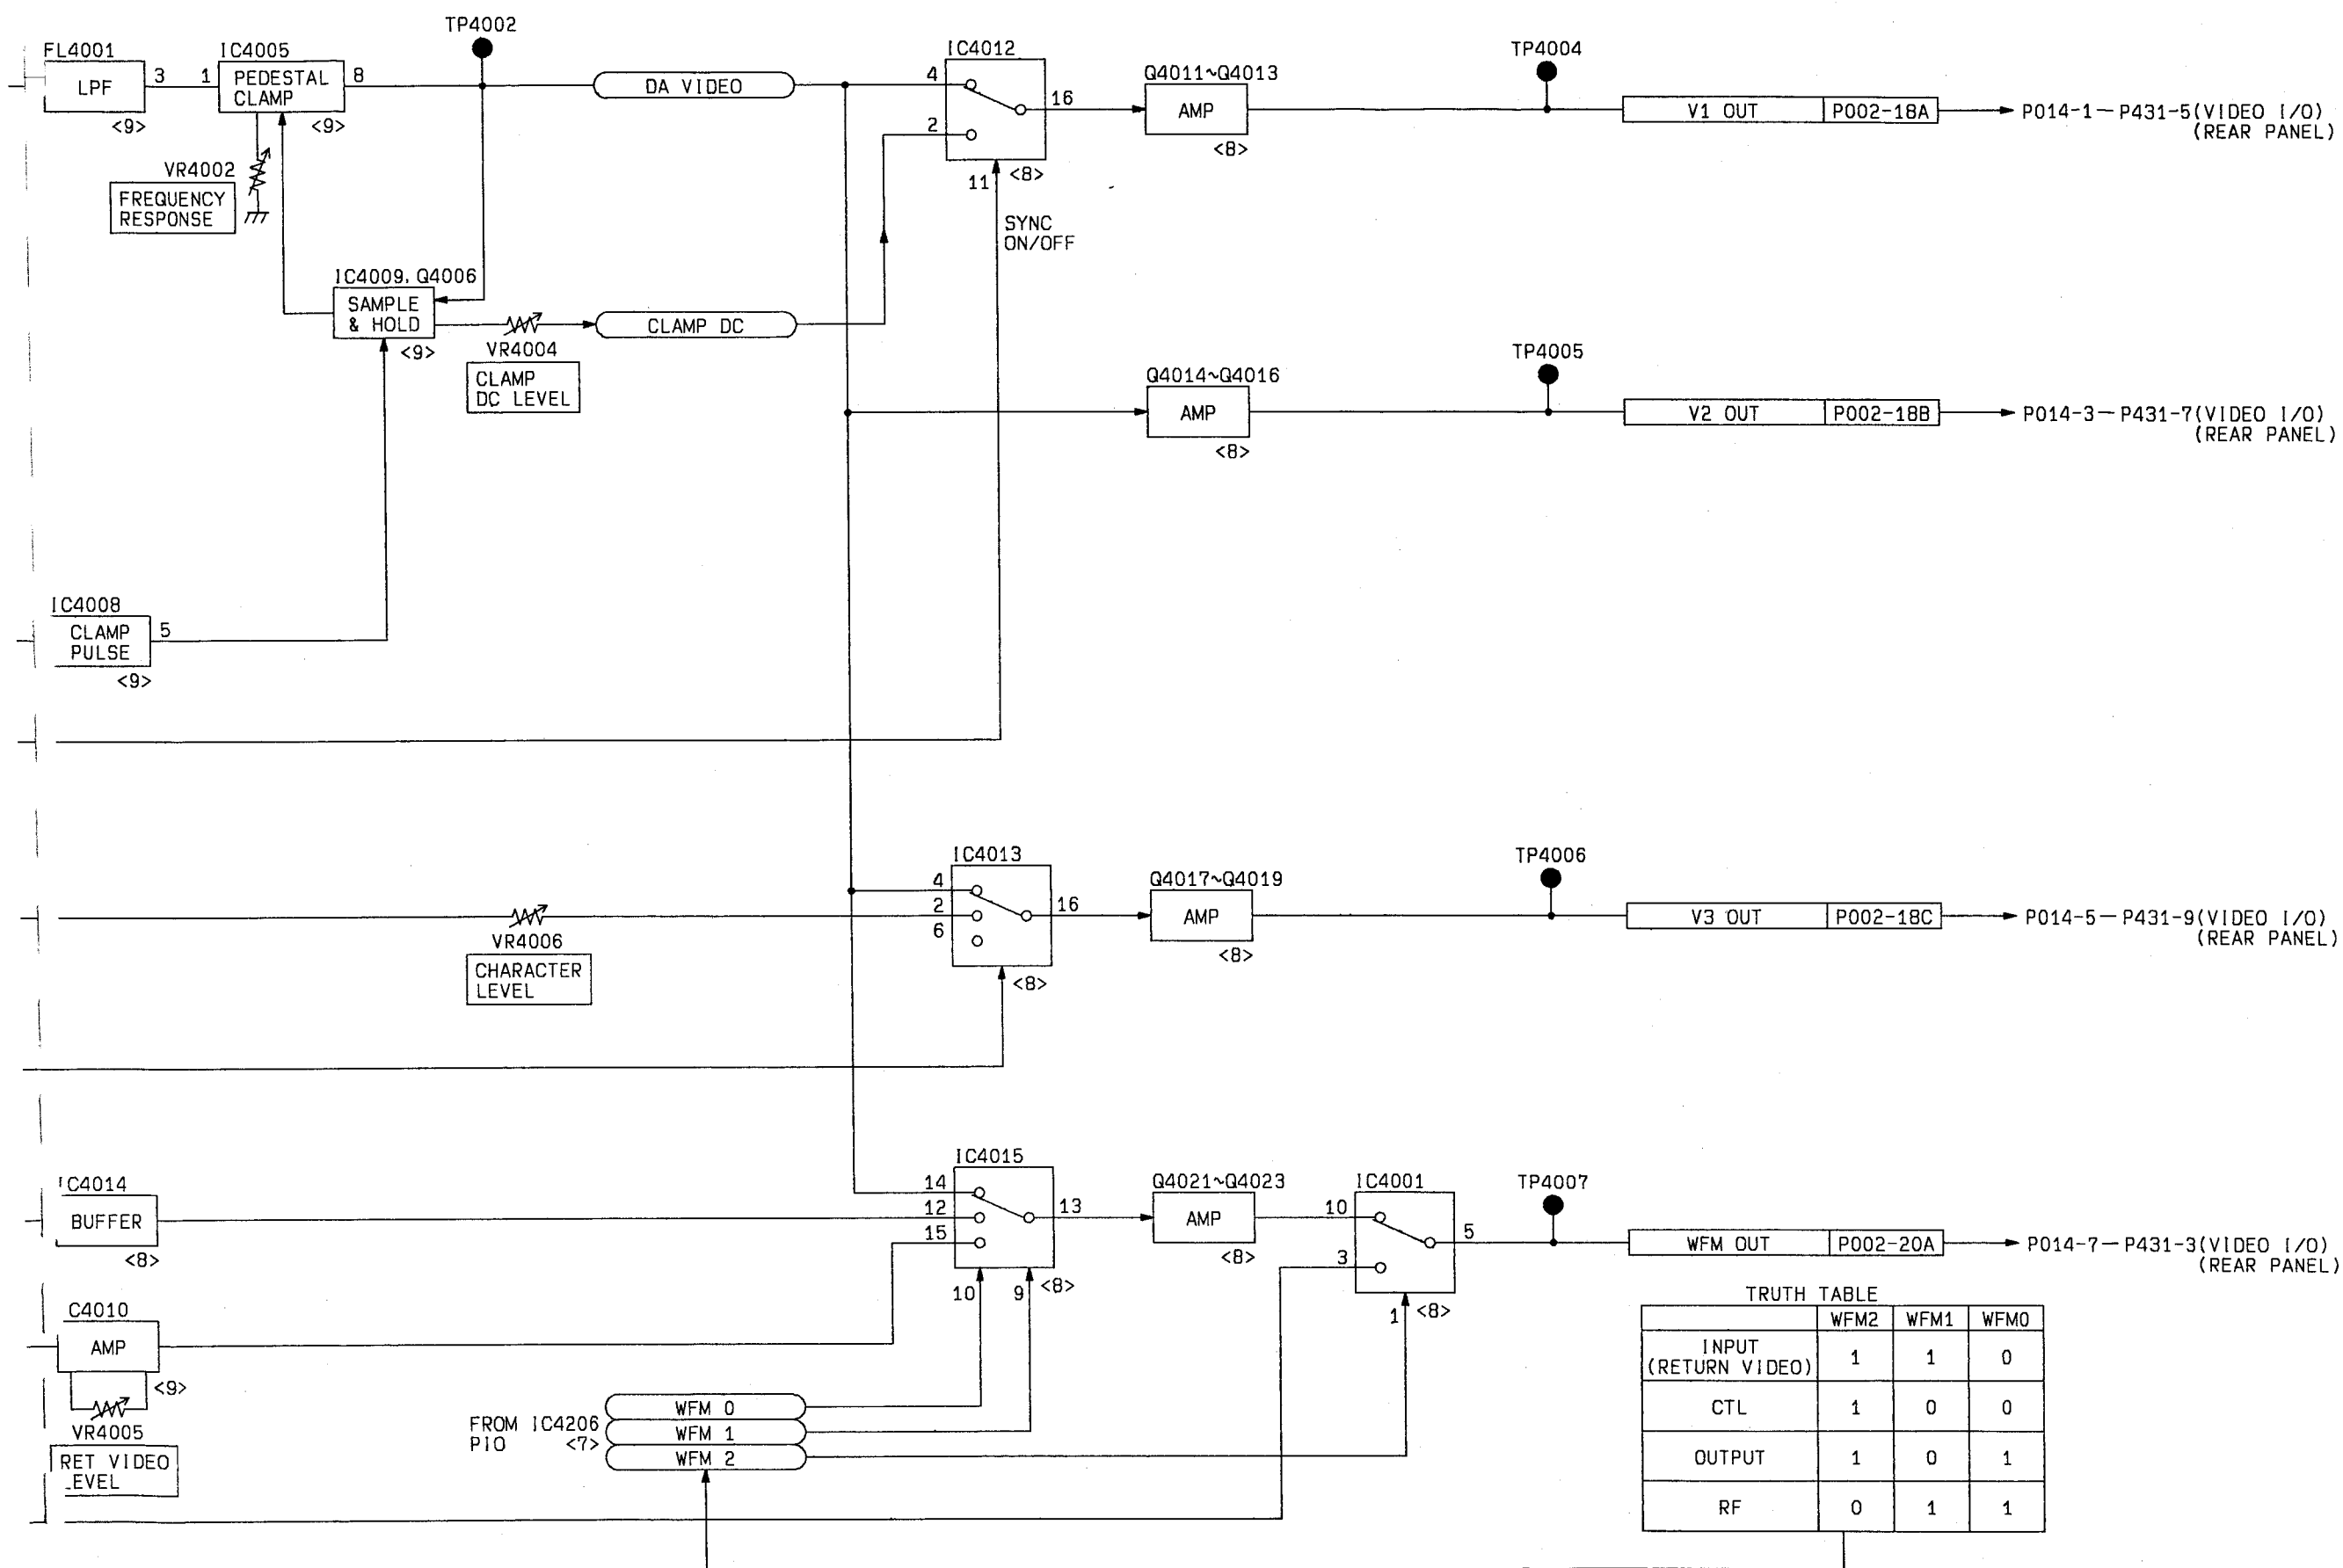 TP4002
FL4001
LPF
3
<9>
IC4005
1
PEDESTAL
CLAMP
8
<9>
VR4002
FREQUENCY
RESPONSE
IC4009, Q4006
SAMPLE
& HOLD
<9>
VR4004
CLAMP
DC LEVEL
DA VIDEO
CLAMP DC
IC4012
4
2
16
11
<8>
SYNC
ON/OFF
Q4011~Q4013
AMP
<8>
TP4004
V1 OUT
P002-18A
P014-1—P431-5(VIDEO I/O)
(REAR PANEL)
Q4014~Q4016
AMP
<8>
TP4005
V2 OUT
P002-18B
P014-3—P431-7(VIDEO I/O)
(REAR PANEL)
IC4008
CLAMP
PULSE
5
<9>
VR4006
CHARACTER
LEVEL
IC4013
4
2
6
16
<8>
Q4017~Q4019
AMP
<8>
TP4006
V3 OUT
P002-18C
P014-5—P431-9(VIDEO I/O)
(REAR PANEL)
IC4014
BUFFER
<8>
C4010
AMP
<9>
VR4005
RET VIDEO
LEVEL
IC4015
14
12
15
13
10
9
<8>
Q4021~Q4023
AMP
<8>
IC4001
10
3
5
1
<8>
TP4007
WFM OUT
P002-20A
P014-7—P431-3(VIDEO I/O)
(REAR PANEL)
FROM IC4206
PIO
<7>
WFM 0
WFM 1
WFM 2
TRUTH TABLE
WFM2 WFM1 WFM0
INPUT
(RETURN VIDEO) 1 1 0
CTL 1 0 0
OUTPUT 1 0 1
RF 0 1 1